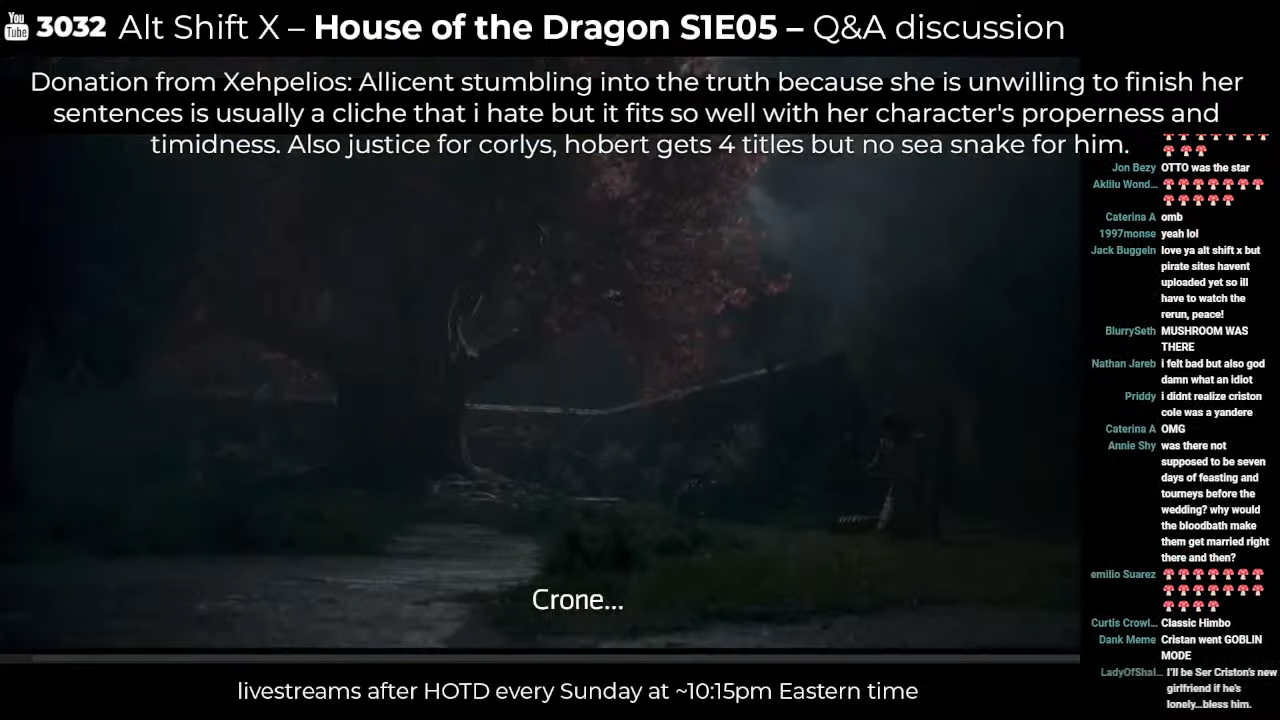 You
Tube
3032 Alt Shift X – House of the Dragon S1E05 – Q&A discussion
Donation from Xehpelios: Allicent stumbling into the truth because she is unwilling to finish her
sentences is usually a cliche that i hate but it fits so well with her character's properness and
timidness. Also justice for corlys, hobert gets 4 titles but no sea snake for him.
Jon Bezy OTTO was the star
Aklilu Wond...
Caterina A omb
1997monse yeah lol
Jack Buggeln love ya alt shift x but
pirate sites havent
uploaded yet so ill
have to watch the
rerun, peace!
BlurrySeth MUSHROOM WAS
THERE
Nathan Jareb i felt bad but also god
damn what an idiot
Priddy i didnt realize criston
cole was a yandere
Caterina A OMG
Annie Shy was there not
supposed to be seven
days of feasting and
tourneys before the
wedding? why would
the bloodbath make
them get married right
there and then?
emilio Suarez
Curtis Crowl... Classic Himbo
Dank Meme Cristan went GOBLIN
MODE
LadyOfShal... I'll be Ser Criston's new
girlfriend if he's
lonely...bless him.
Crone...
livestreams after HOTD every Sunday at ~10:15pm Eastern time